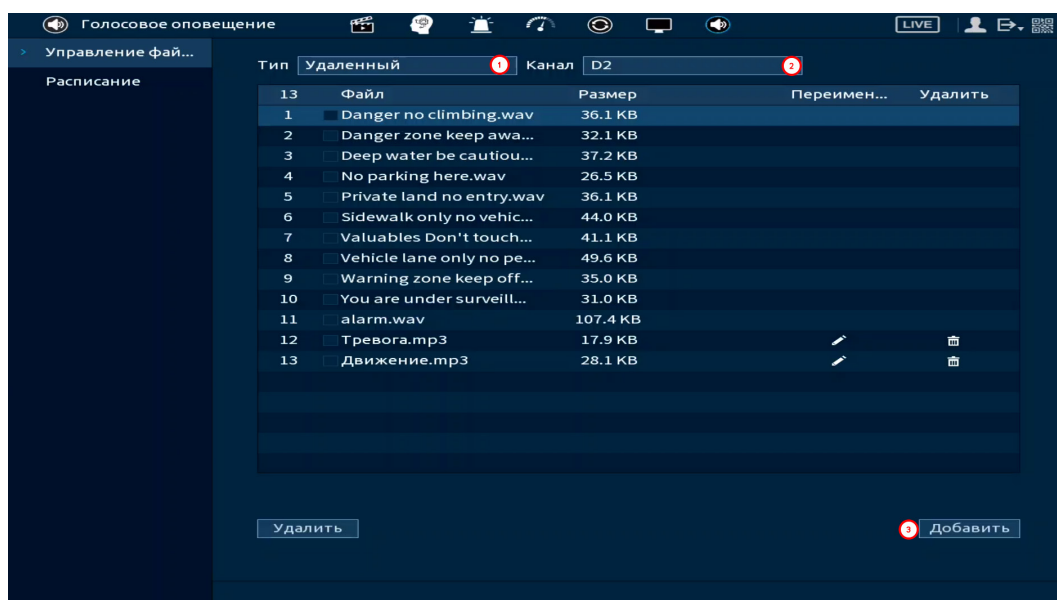 Голосовое оповещение LIVE
Управление фай...
Расписание
Тип Удаленный 1 Канал D2 2
13 Файл Размер Переимен... Удалить
1 Danger no climbing.wav 36.1 KB
2 Danger zone keep awa... 32.1 KB
3 Deep water be cautiou... 37.2 KB
4 No parking here.wav 26.5 KB
5 Private land no entry.wav 36.1 KB
6 Sidewalk only no vehic... 44.0 KB
7 Valuables Don't touch... 41.1 KB
8 Vehicle lane only no pe... 49.6 KB
9 Warning zone keep off... 35.0 KB
10 You are under surveill... 31.0 KB
11 alarm.wav 107.4 KB
12 Тревога.mp3 17.9 KB
13 Движение.mp3 28.1 KB
Удалить 3 Добавить